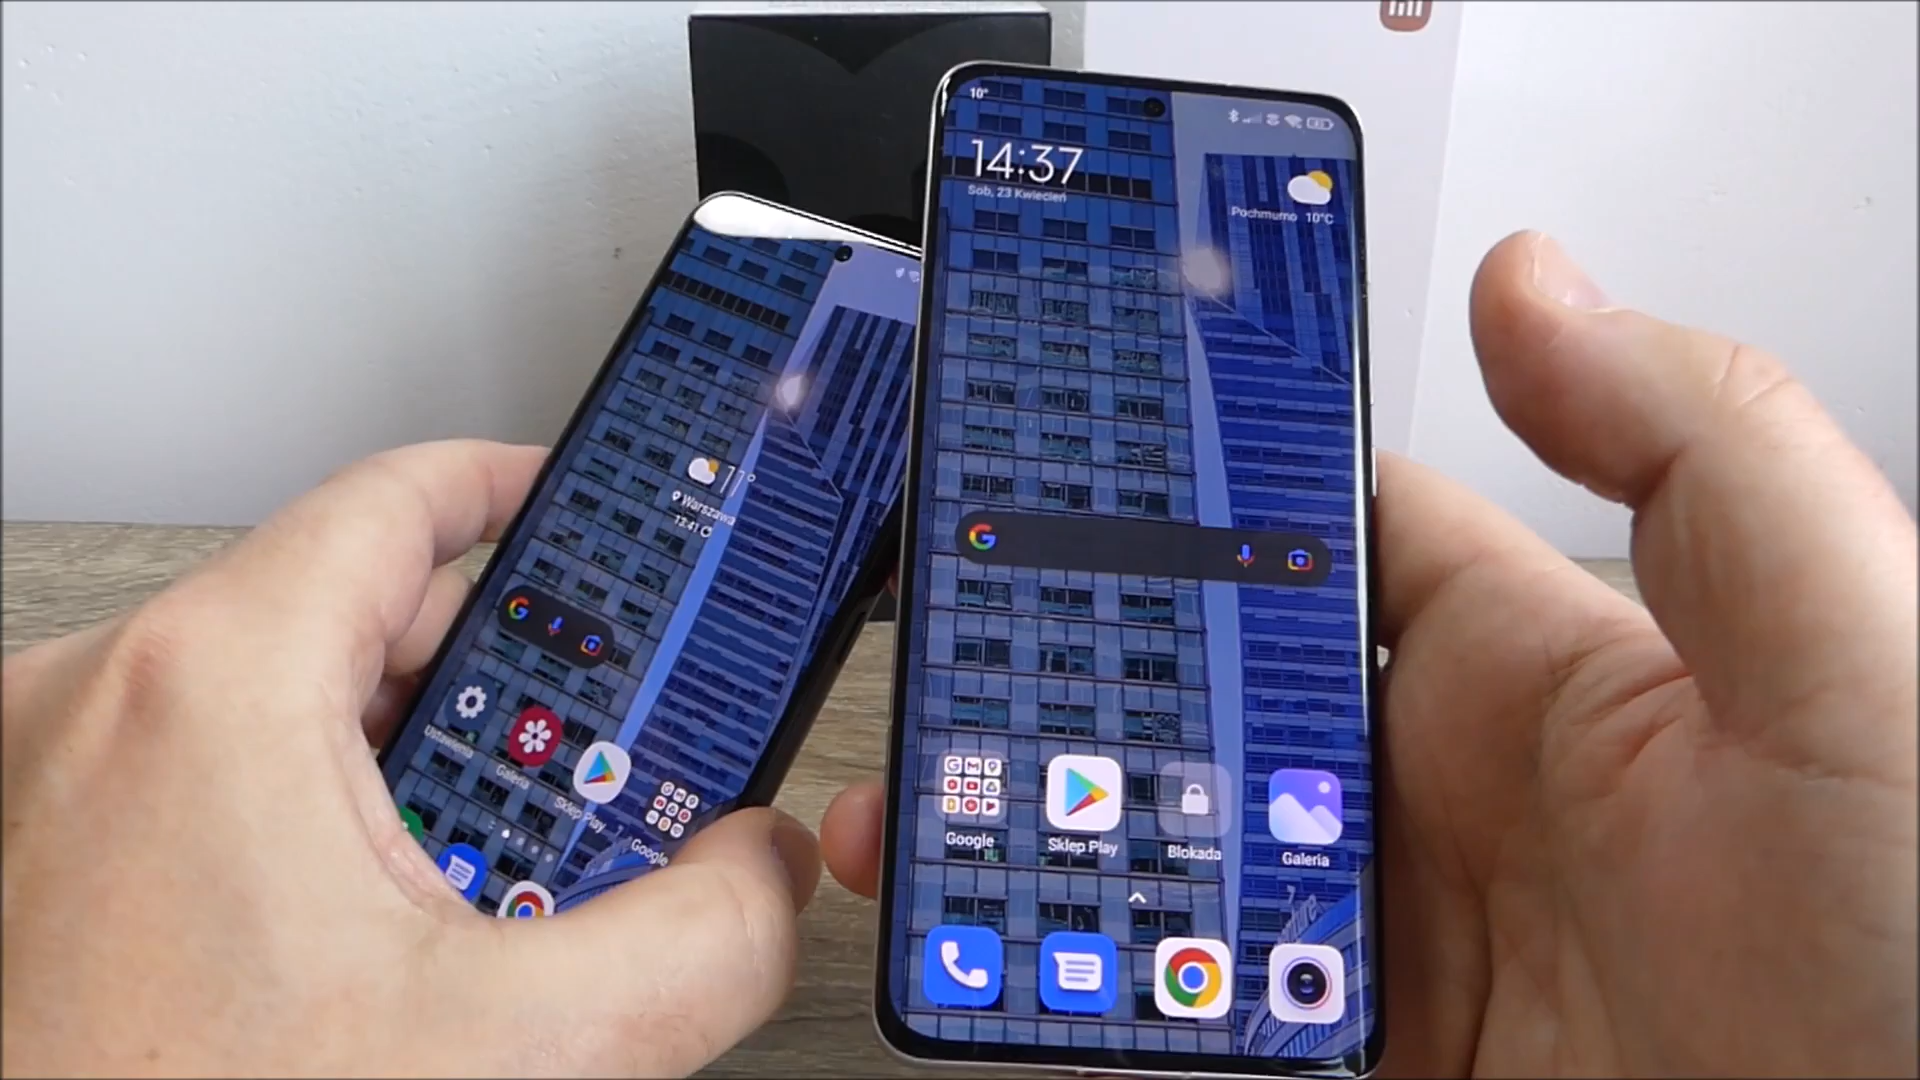 10°
14:37
Sob, 23 Kwiecień
Pochmurno 10°C
Google
Sklep Play
Blokada
Galeria
11°
Warszawa
Ustawienia
Galeria
Sklep Play
Google